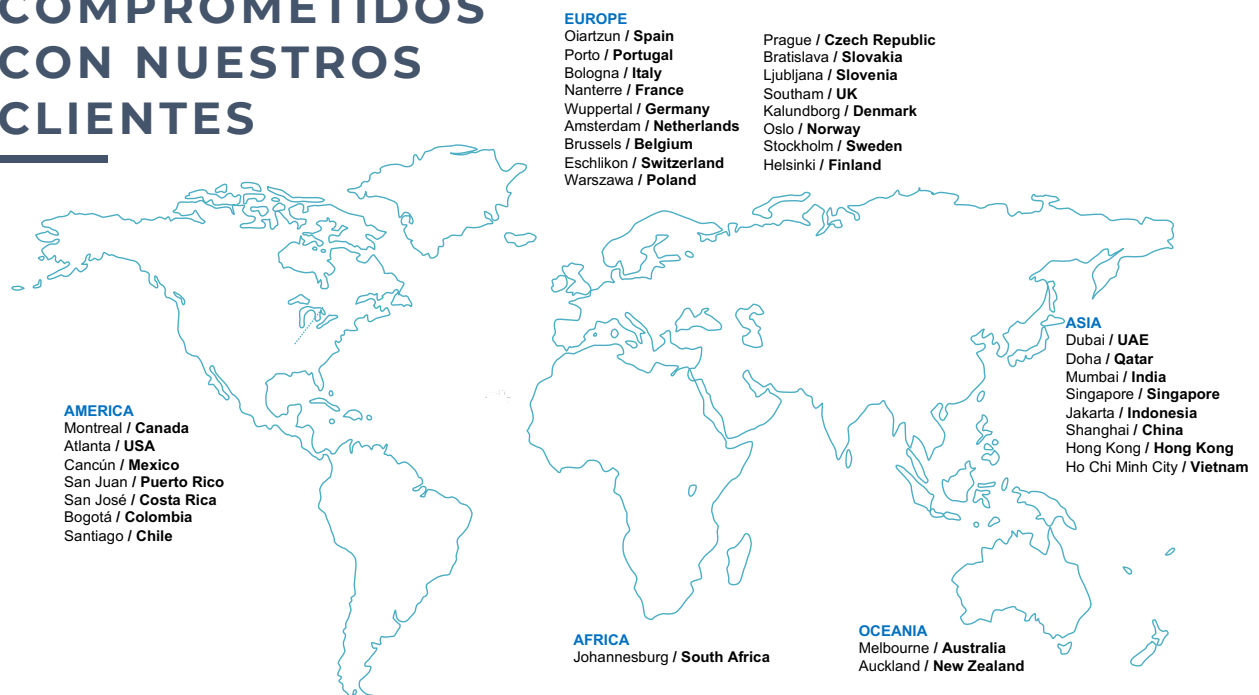 COMPROMETIDOS
CON NUESTROS
CLIENTES
EUROPE
Oiartzun / Spain
Porto / Portugal
Bologna / Italy
Nanterre / France
Wuppertal / Germany
Amsterdam / Netherlands
Brussels / Belgium
Eschlikon / Switzerland
Warszawa / Poland
Prague / Czech Republic
Bratislava / Slovakia
Ljubljana / Slovenia
Southam / UK
Kalundborg / Denmark
Oslo / Norway
Stockholm / Sweden
Helsinki / Finland
ASIA
Dubai / UAE
Doha / Qatar
Mumbai / India
Singapore / Singapore
Jakarta / Indonesia
Shanghai / China
Hong Kong / Hong Kong
Ho Chi Minh City / Vietnam
AMERICA
Montreal / Canada
Atlanta / USA
Cancún / Mexico
San Juan / Puerto Rico
San José / Costa Rica
Bogotá / Colombia
Santiago / Chile
AFRICA
Johannesburg / South Africa
OCEANIA
Melbourne / Australia
Auckland / New Zealand